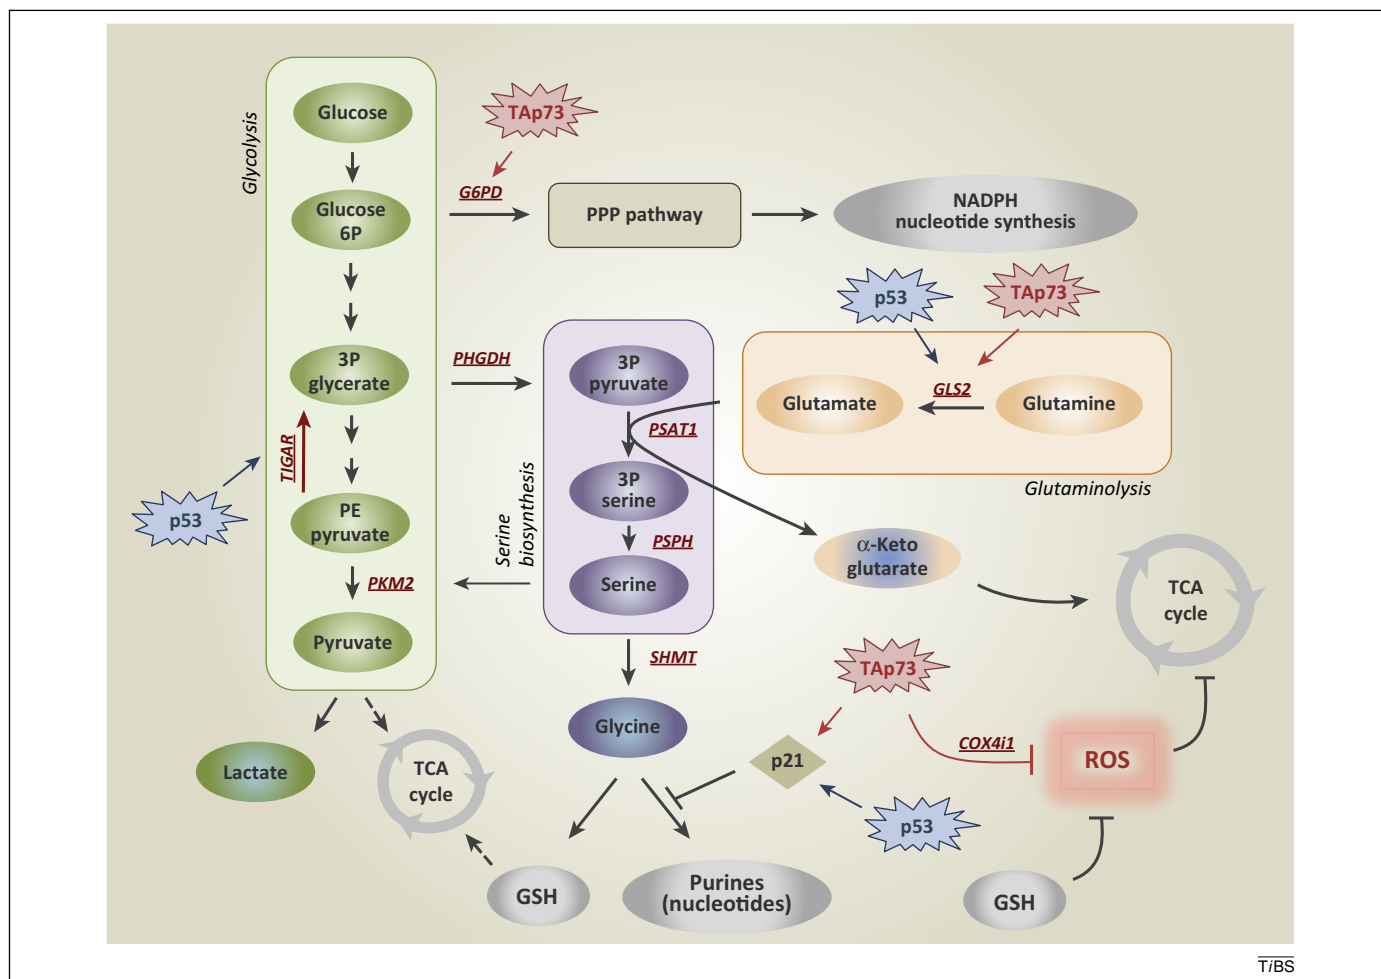 Glycolysis
Glucose
Glucose
6P
3P
glycerate
TIGAR
PE
pyruvate
PKM2
Pyruvate
p53
Lactate
TCA
cycle
TAp73
G6PD
PPP pathway
NADPH
nucleotide synthesis
PHGDH
3P
pyruvate
PSAT1
3P
serine
PSPH
Serine
Serine
biosynthesis
SHMT
Glycine
GSH
Purines
(nucleotides)
p53
TAp73
Glutamate
GLS2
Glutamine
Glutaminolysis
α-Keto
glutarate
TCA
cycle
TAp73
p21
p53
COX4i1
ROS
GSH
TiBS